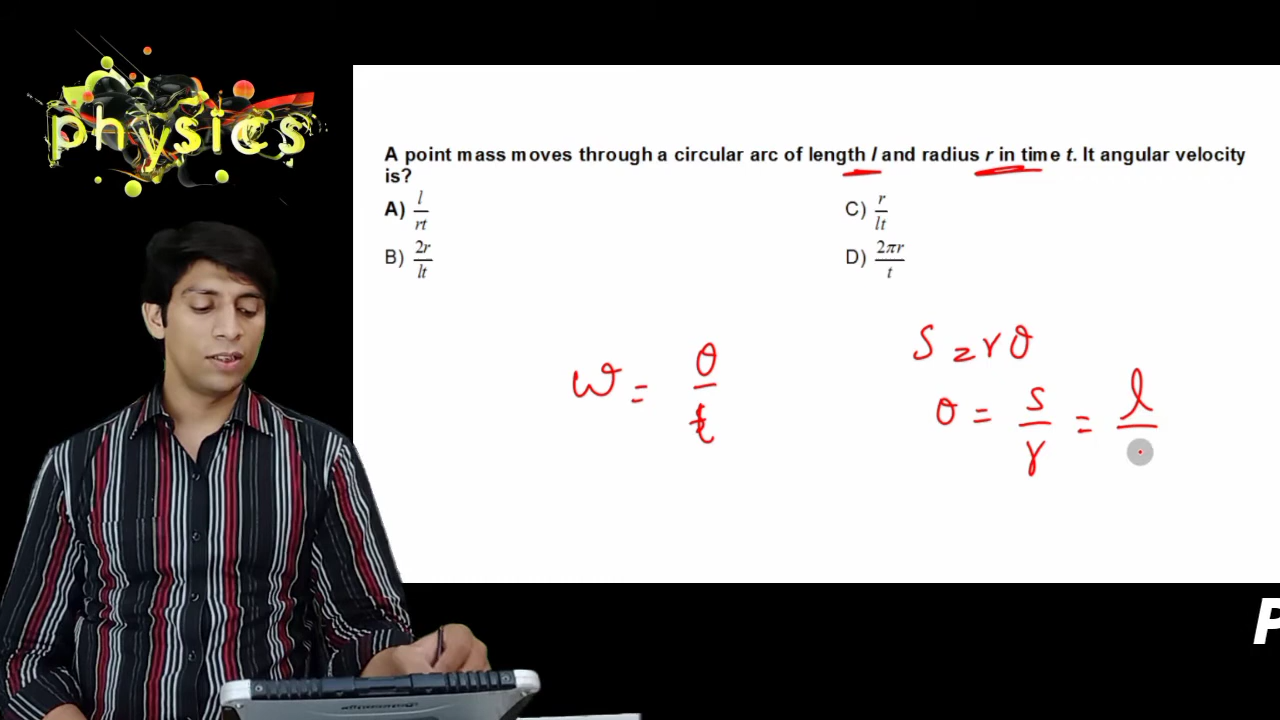 physics
A point mass moves through a circular arc of length l and radius r in time t. It angular velocity
is?
A) l/rt
C) r/lt
B) 2r/lt
D) 2πr/t
ω = θ/t
S = rθ
θ = s/r = l/
P